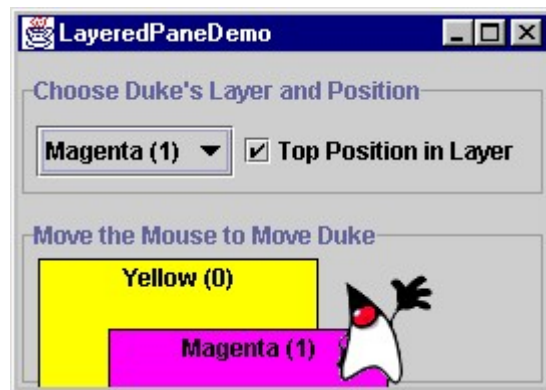 LayeredPaneDemo
Choose Duke's Layer and Position
Magenta (1) Top Position in Layer
Move the Mouse to Move Duke
Yellow (0)
Magenta (1)